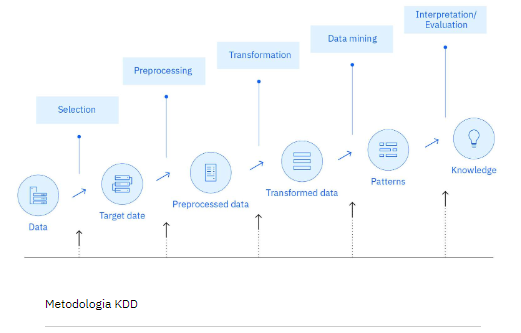 Interpretation/
Evaluation
Data mining
Transformation
Preprocessing
Selection
Data
Target date
Preprocessed data
Transformed data
Patterns
Knowledge
Metodologia KDD